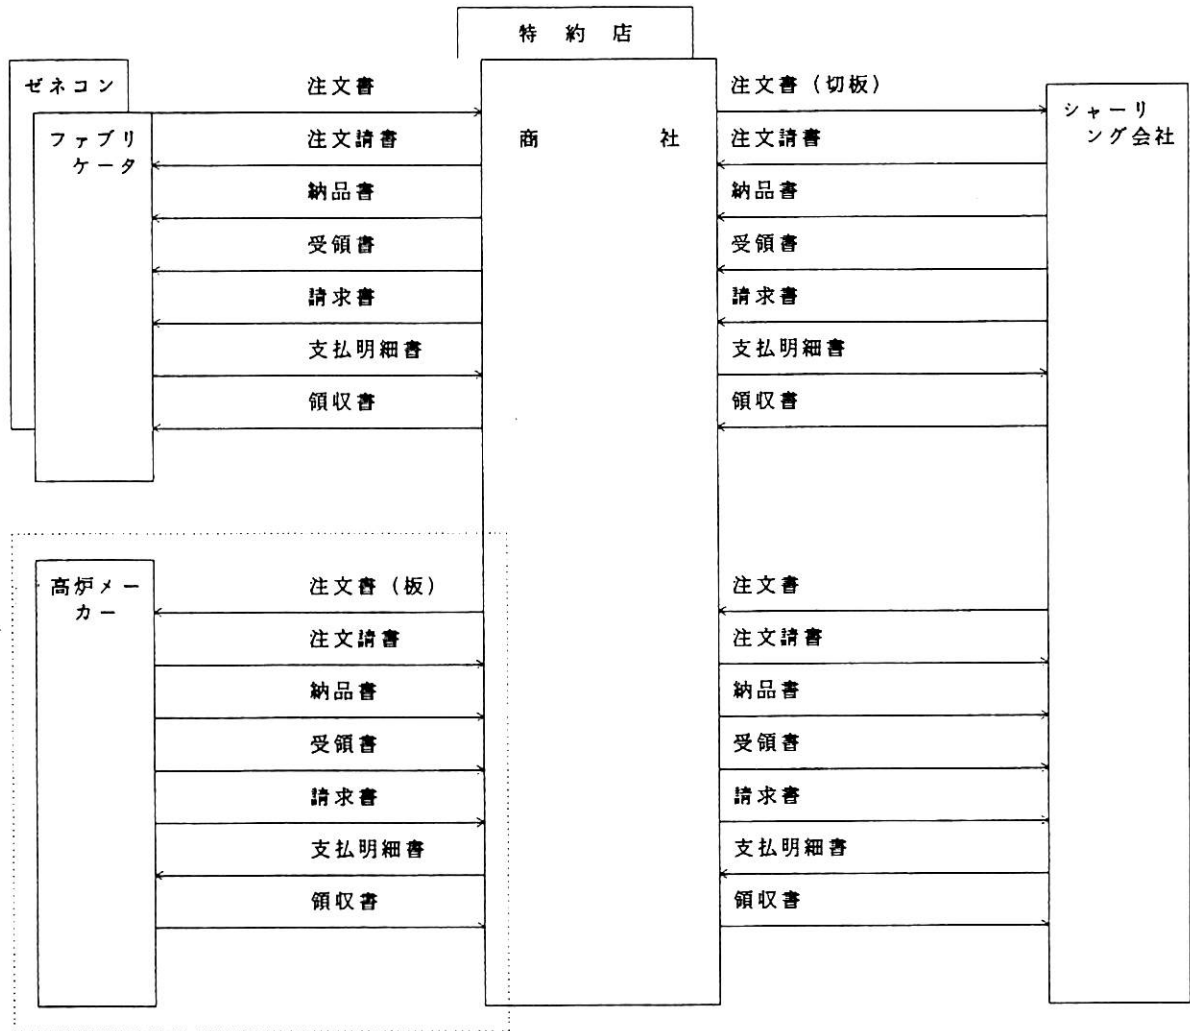 特約店
ゼネコン
ファブリ
ケータ
商社
シャーリ
ング会社
注文書
注文請書
納品書
受領書
請求書
支払明細書
領収書
注文書（切板）
注文請書
納品書
受領書
請求書
支払明細書
領収書
高炉メー
カー
注文書（板）
注文請書
納品書
受領書
請求書
支払明細書
領収書
注文書
注文請書
納品書
受領書
請求書
支払明細書
領収書